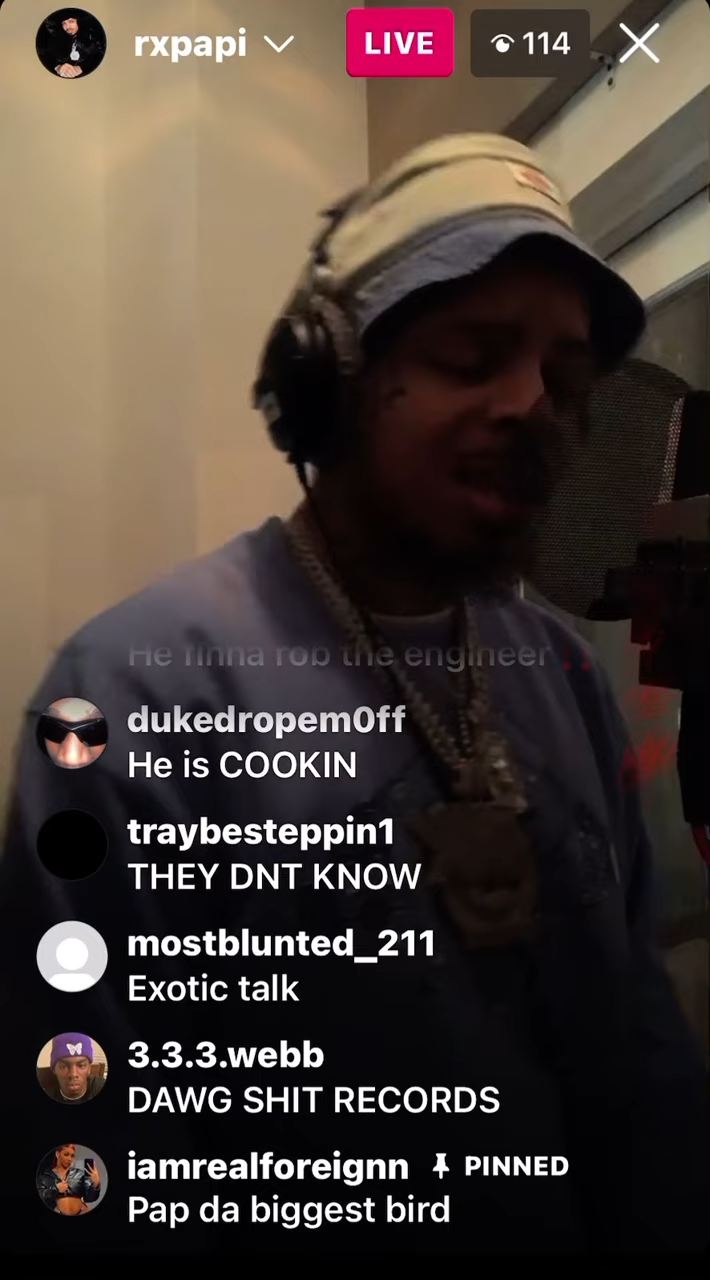 rxpapi
LIVE
114
He finna rob the engineer‼
dukedropem0ff
He is COOKIN
traybesteppin1
THEY DNT KNOW
mostblunted_211
Exotic talk
3.3.3.webb
DAWG SHIT RECORDS
iamrealforeignn PINNED
Pap da biggest bird